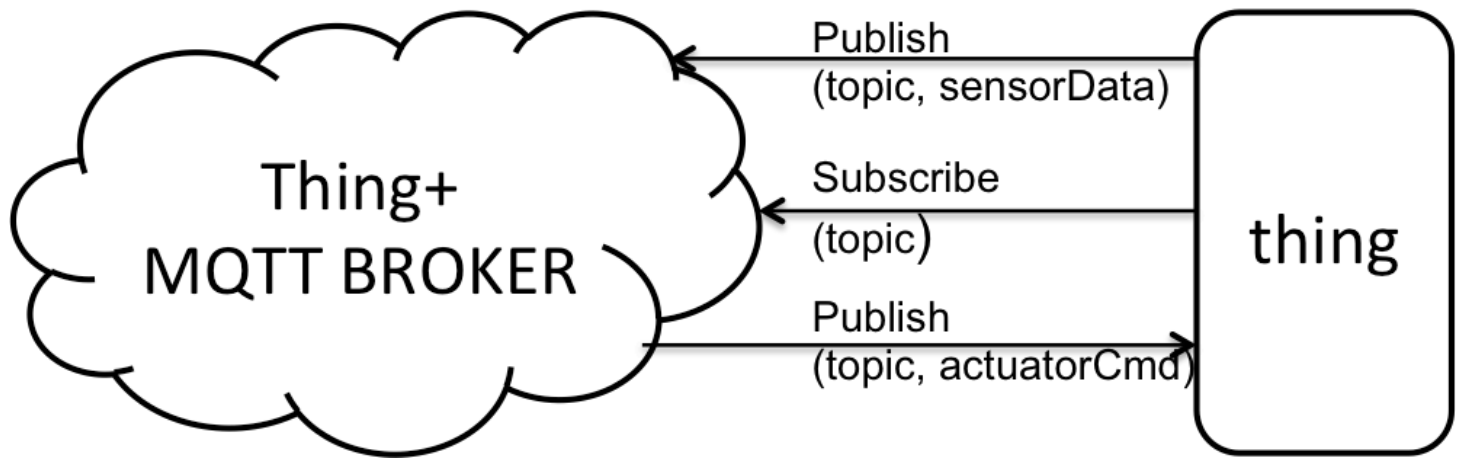 Thing+
MQTT BROKER
Publish
(topic, sensorData)
Subscribe
(topic)
Publish
(topic, actuatorCmd)
thing